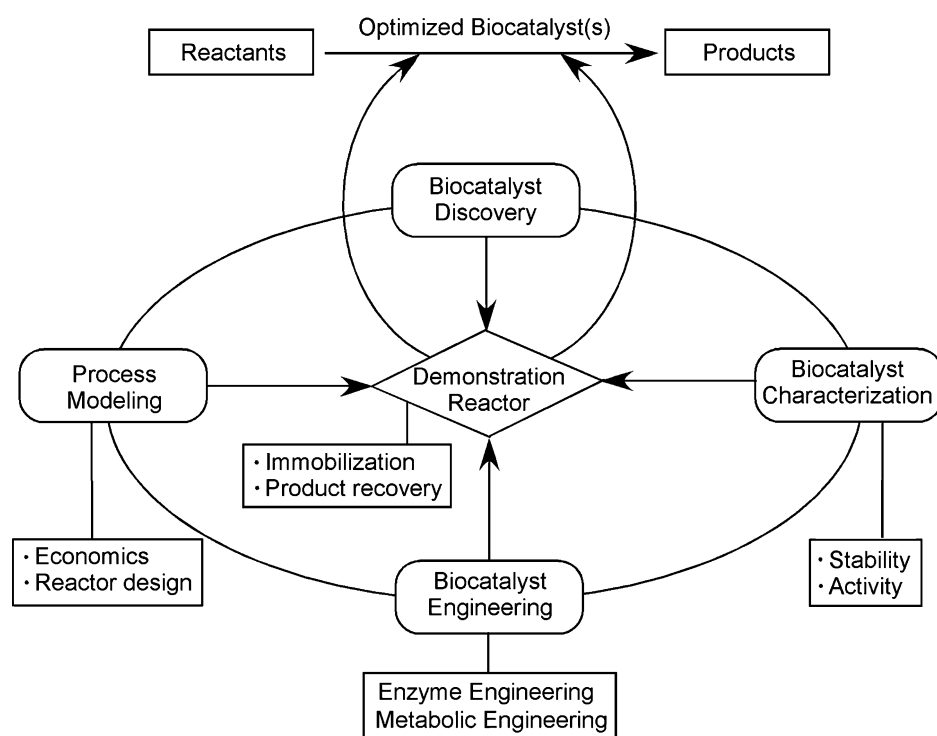 Optimized Biocatalyst(s)
Reactants
Products
Biocatalyst
Discovery
Process
Modeling
Demonstration
Reactor
Biocatalyst
Characterization
· Immobilization
· Product recovery
· Economics
· Reactor design
· Stability
· Activity
Biocatalyst
Engineering
Enzyme Engineering
Metabolic Engineering